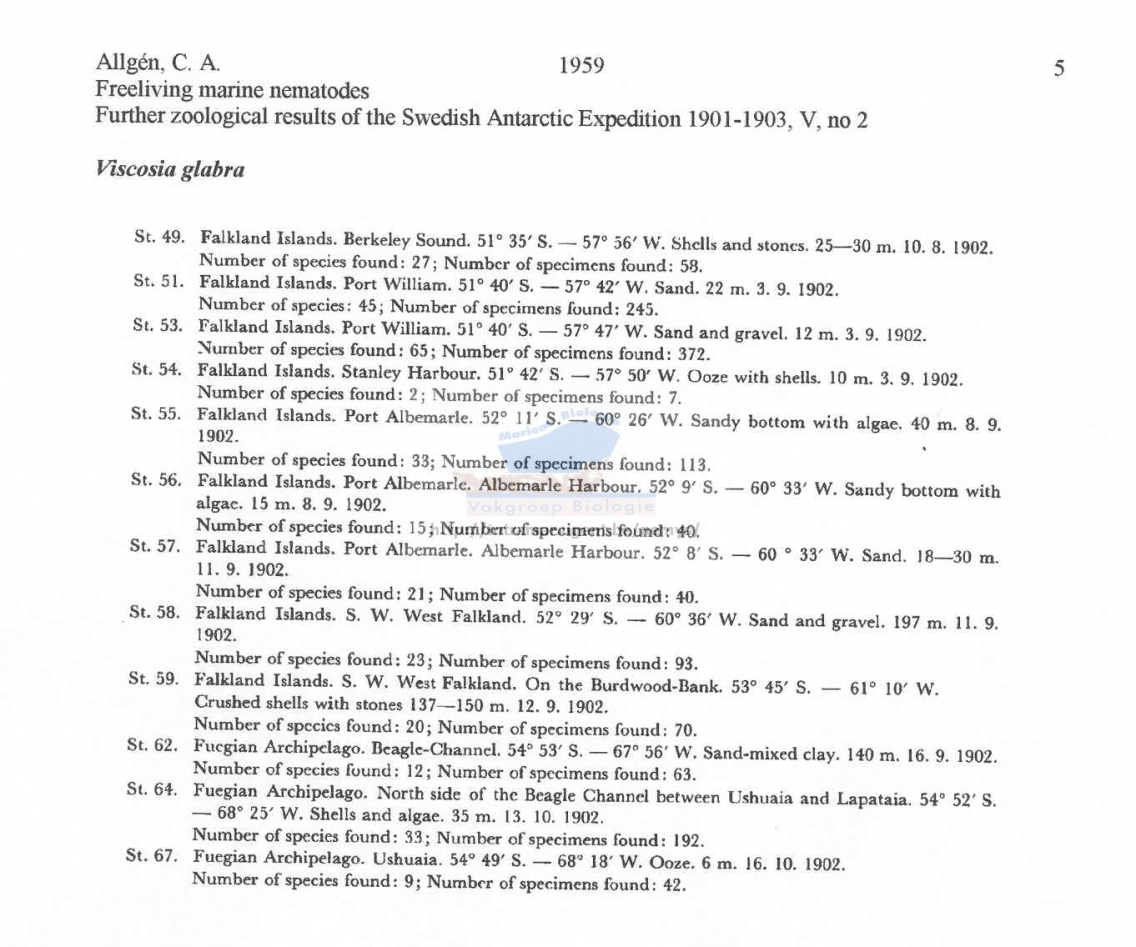 Allgén, C. A. 1959 5
Freeliving marine nematodes
Further zoological results of the Swedish Antarctic Expedition 1901-1903, V, no 2
Viscosia glabra
St. 49. Falkland Islands. Berkeley Sound. 51° 35′ S. — 57° 56′ W. Shells and stones. 25—30 m. 10. 8. 1902.
Number of species found: 27; Number of specimens found: 58.
St. 51. Falkland Islands. Port William. 51° 40′ S. — 57° 42′ W. Sand. 22 m. 3. 9. 1902.
Number of species: 45; Number of specimens found: 245.
St. 53. Falkland Islands. Port William. 51° 40′ S. — 57° 47′ W. Sand and gravel. 12 m. 3. 9. 1902.
Number of species found: 65; Number of specimens found: 372.
St. 54. Falkland Islands. Stanley Harbour. 51° 42′ S. — 57° 50′ W. Ooze with shells. 10 m. 3. 9. 1902.
Number of species found: 2; Number of specimens found: 7.
St. 55. Falkland Islands. Port Albemarle. 52° 11′ S. — 60° 26′ W. Sandy bottom with algae. 40 m. 8. 9.
1902.
Number of species found: 33; Number of specimens found: 113.
St. 56. Falkland Islands. Port Albemarle. Albemarle Harbour. 52° 9′ S. — 60° 33′ W. Sandy bottom with
algae. 15 m. 8. 9. 1902.
Number of species found: 15; Number of specimens found: 40.
St. 57. Falkland Islands. Port Albemarle. Albemarle Harbour. 52° 8′ S. — 60 ° 33′ W. Sand. 18—30 m.
11. 9. 1902.
Number of species found: 21; Number of specimens found: 40.
St. 58. Falkland Islands. S. W. West Falkland. 52° 29′ S. — 60° 36′ W. Sand and gravel. 197 m. 11. 9.
1902.
Number of species found: 23; Number of specimens found: 93.
St. 59. Falkland Islands. S. W. West Falkland. On the Burdwood-Bank. 53° 45′ S. — 61° 10′ W.
Crushed shells with stones 137—150 m. 12. 9. 1902.
Number of species found: 20; Number of specimens found: 70.
St. 62. Fuegian Archipelago. Beagle-Channel. 54° 53′ S. — 67° 56′ W. Sand-mixed clay. 140 m. 16. 9. 1902.
Number of species found: 12; Number of specimens found: 63.
St. 64. Fuegian Archipelago. North side of the Beagle Channel between Ushuaia and Lapataia. 54° 52′ S.
— 68° 25′ W. Shells and algae. 35 m. 13. 10. 1902.
Number of species found: 33; Number of specimens found: 192.
St. 67. Fuegian Archipelago. Ushuaia. 54° 49′ S. — 68° 18′ W. Ooze. 6 m. 16. 10. 1902.
Number of species found: 9; Number of specimens found: 42.
Mariene Biologie
Vakgroep Biologie